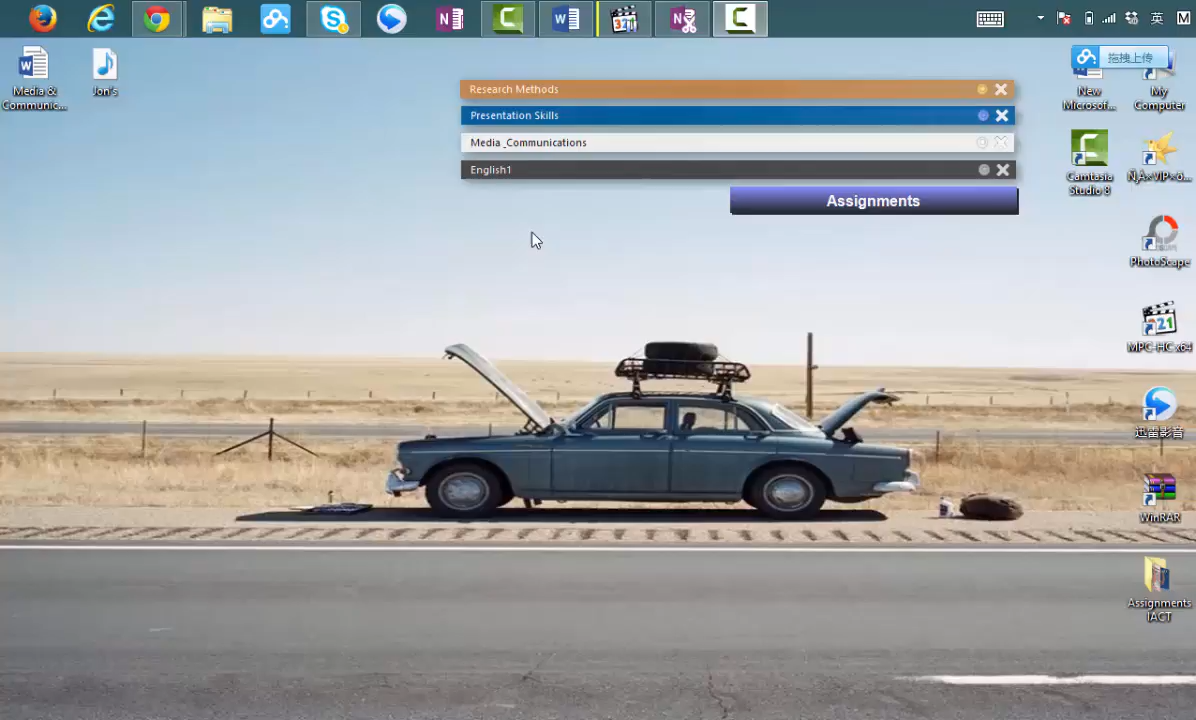 英
M
W
Media &
Communic...
Jon's
Research Methods
Presentation Skills
Media _Communications
English1
Assignments
拖拽上传
New
Microsof...
My
Computer
Camtasia
Studio 8
PhotoScape
321
MPC-HC x64
迅雷影音
WinRAR
Assignments
IACT